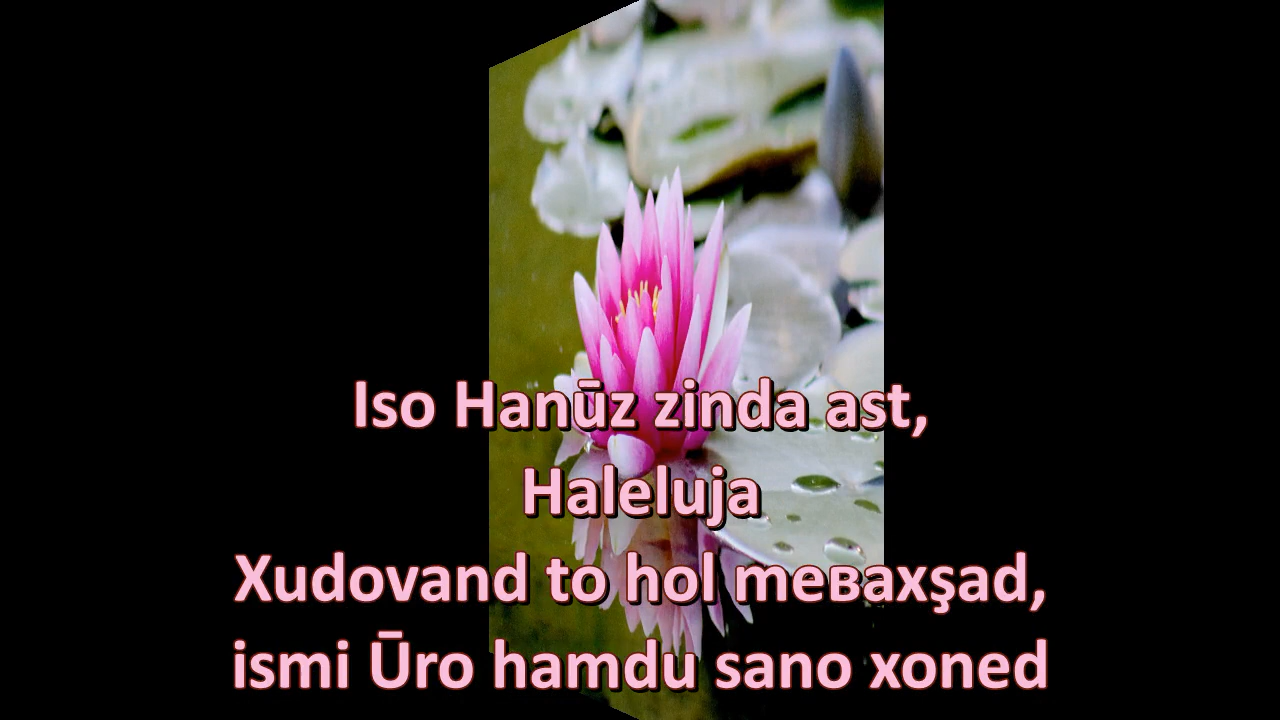 Iso Hanūz zinda ast,
Haleluja
Xudovand to hol meвaxşad,
ismi Ūro hamdu sano xoned